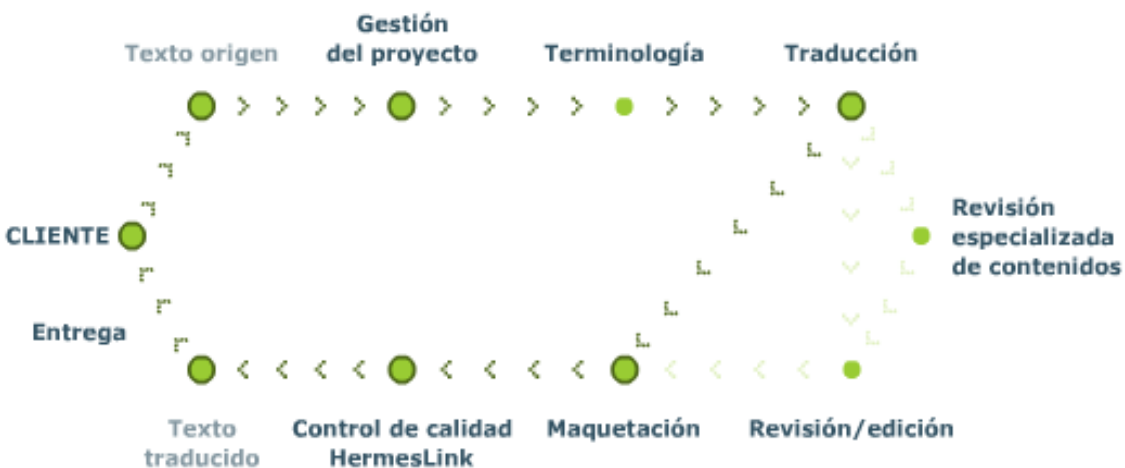 Texto origen
Gestión
del proyecto
Terminología
Traducción
CLIENTE
Revisión
especializada
de contenidos
Entrega
Texto
traducido
Control de calidad
HermesLink
Maquetación
Revisión/edición